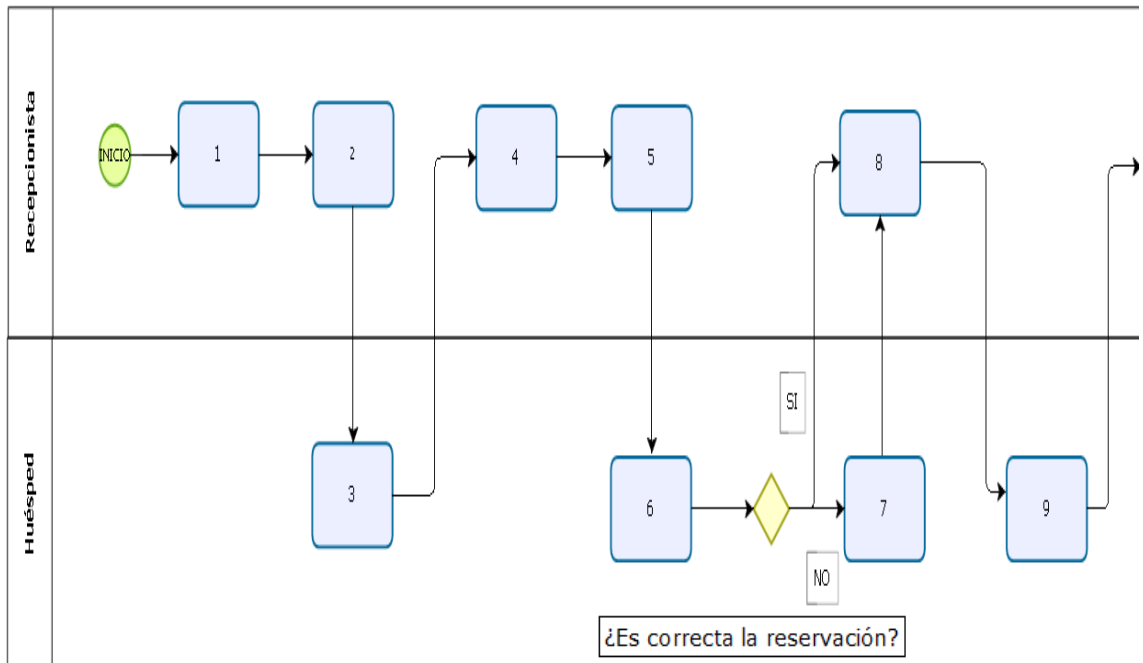 Recepcionista
INICIO
1
2
4
5
8
Huésped
3
6
SI
NO
7
9
¿Es correcta la reservación?